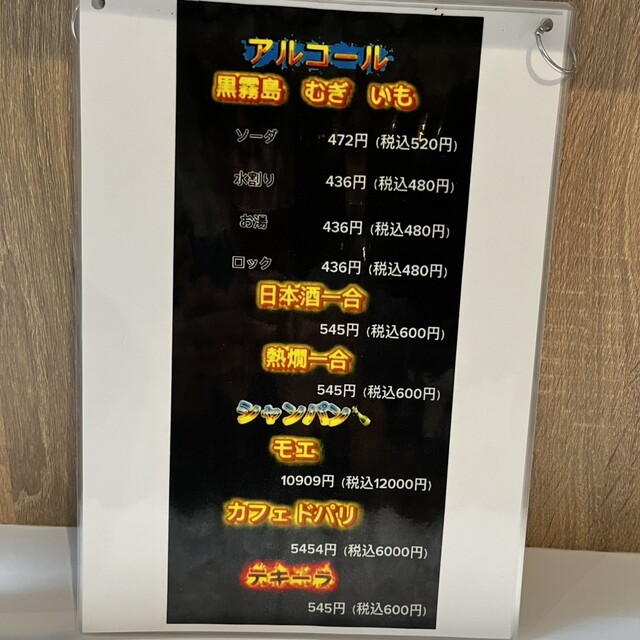 アルコール
黒霧島 むぎ いも
ソーダ 472円 (税込520円)
水割り 436円 (税込480円)
お湯 436円 (税込480円)
ロック 436円 (税込480円)
日本酒一合
545円 (税込600円)
熱燗一合
545円 (税込600円)
シャンパン
モエ
10909円 (税込12000円)
カフェドパリ
5454円 (税込6000円)
テキーラ
545円 (税込600円)